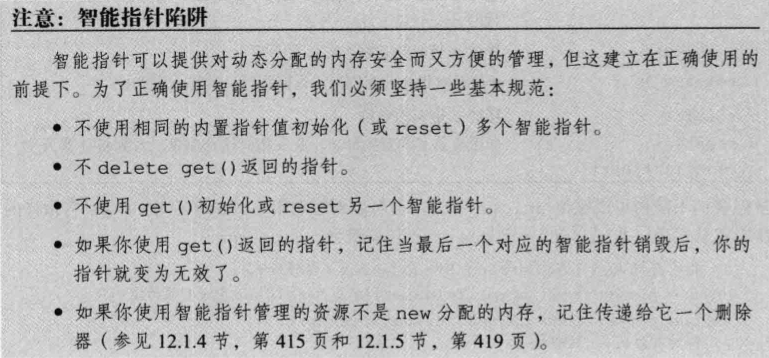 注意：智能指针陷阱
智能指针可以提供对动态分配的内存安全而又方便的管理，但这建立在正确使用的
前提下。为了正确使用智能指针，我们必须坚持一些基本规范：
● 不使用相同的内置指针值初始化（或 reset）多个智能指针。
● 不 delete get()返回的指针。
● 不使用 get()初始化或 reset 另一个智能指针。
● 如果你使用 get()返回的指针，记住当最后一个对应的智能指针销毁后，你的
指针就变为无效了。
● 如果你使用智能指针管理的资源不是 new 分配的内存，记住传递给它一个删除
器（参见 12.1.4 节，第 415 页和 12.1.5 节，第 419 页）。